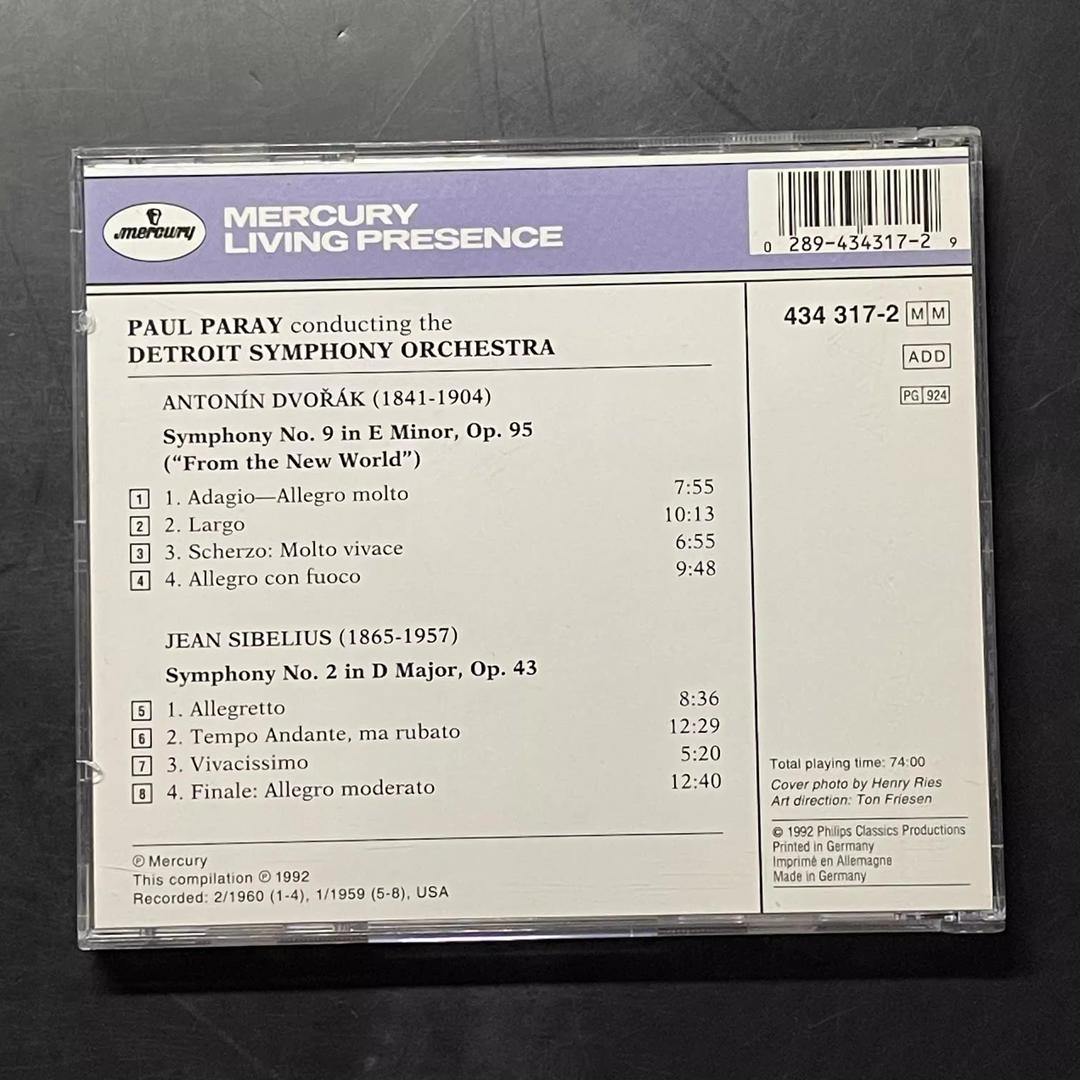 mercury
MERCURY
LIVING PRESENCE
0 289-434317-2 9
PAUL PARAY conducting the
DETROIT SYMPHONY ORCHESTRA
ANTONÍN DVOŘÁK (1841-1904)
Symphony No. 9 in E Minor, Op. 95
(“From the New World”)
1 1. Adagio—Allegro molto 7:55
2 2. Largo 10:13
3 3. Scherzo: Molto vivace 6:55
4 4. Allegro con fuoco 9:48
JEAN SIBELIUS (1865-1957)
Symphony No. 2 in D Major, Op. 43
5 1. Allegretto 8:36
6 2. Tempo Andante, ma rubato 12:29
7 3. Vivacissimo 5:20
8 4. Finale: Allegro moderato 12:40
Ⓟ Mercury
This compilation Ⓟ 1992
Recorded: 2/1960 (1-4), 1/1959 (5-8), USA
434 317-2 M M
ADD
PG 924
Total playing time: 74:00
Cover photo by Henry Ries
Art direction: Ton Friesen
© 1992 Philips Classics Productions
Printed in Germany
Imprimé en Allemagne
Made in Germany